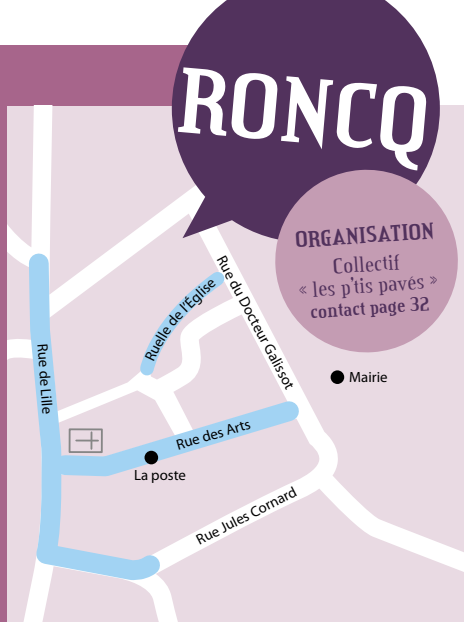 RONCQ
ORGANISATION
Collectif
« les p'tis pavés »
contact page 32
Rue du Docteur Galissot
Ruelle de l'Église
Rue de Lille
Mairie
Rue des Arts
La poste
Rue Jules Cornard